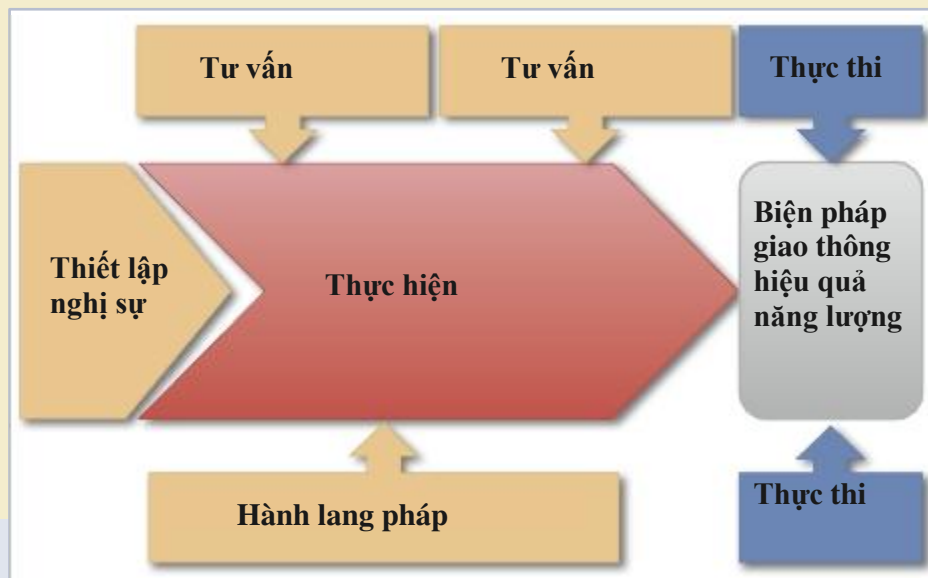 Tư vấn
Tư vấn
Thực thi
Thiết lập
nghị sự
Thực hiện
Biện pháp
giao thông
hiệu quả
năng lượng
Hành lang pháp
Thực thi